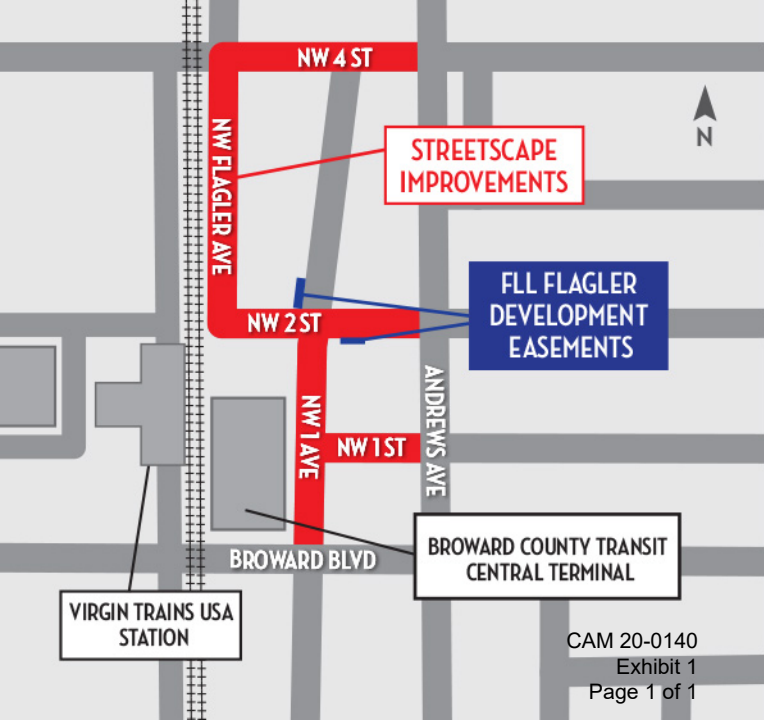 NW 4 ST
N
STREETSCAPE
IMPROVEMENTS
NW FLAGLER AVE
FLL FLAGLER
DEVELOPMENT
EASEMENTS
NW 2 ST
ANDREWS AVE
NW 1 AVE
NW 1 ST
BROWARD BLVD
BROWARD COUNTY TRANSIT
CENTRAL TERMINAL
VIRGIN TRAINS USA
STATION
CAM 20-0140
Exhibit 1
Page 1 of 1